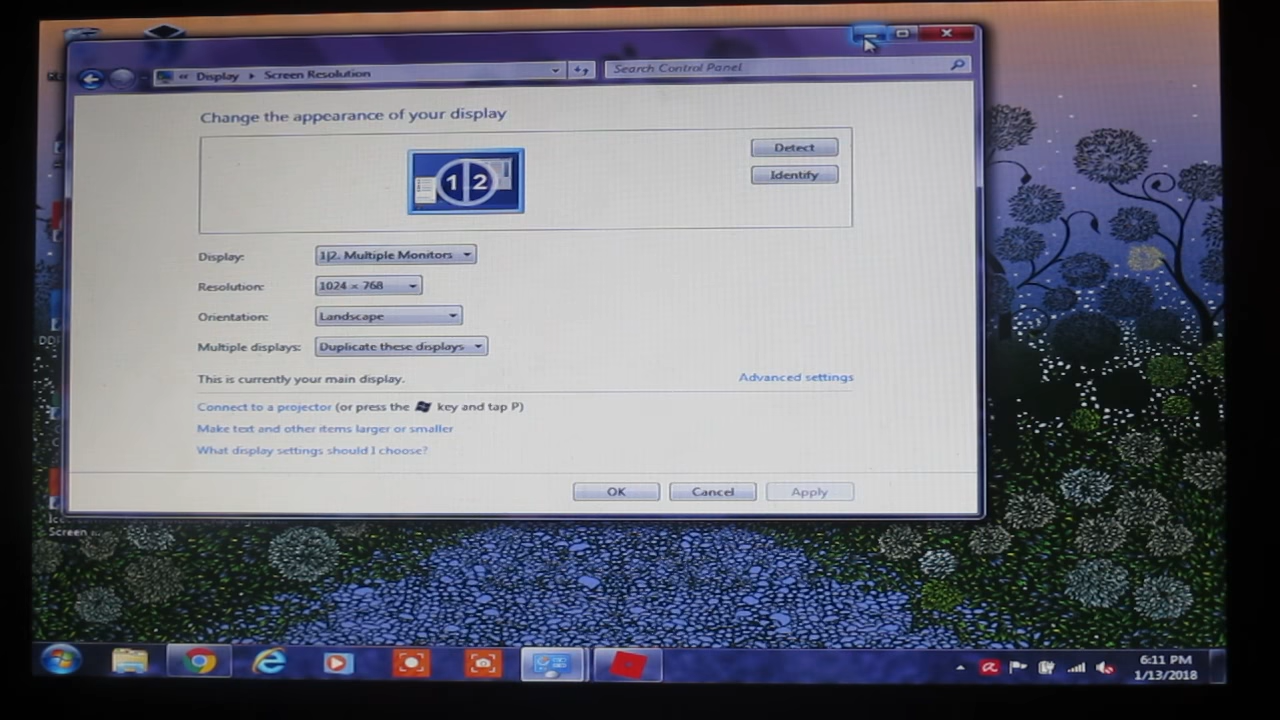 « Display ▸ Screen Resolution
Search Control Panel
Change the appearance of your display
1 2
Detect
Identify
Display: 1|2. Multiple Monitors
Resolution: 1024 × 768
Orientation: Landscape
Multiple displays: Duplicate these displays
This is currently your main display.
Advanced settings
Connect to a projector (or press the key and tap P)
Make text and other items larger or smaller
What display settings should I choose?
OK Cancel Apply
Screen
6:11 PM
1/13/2018